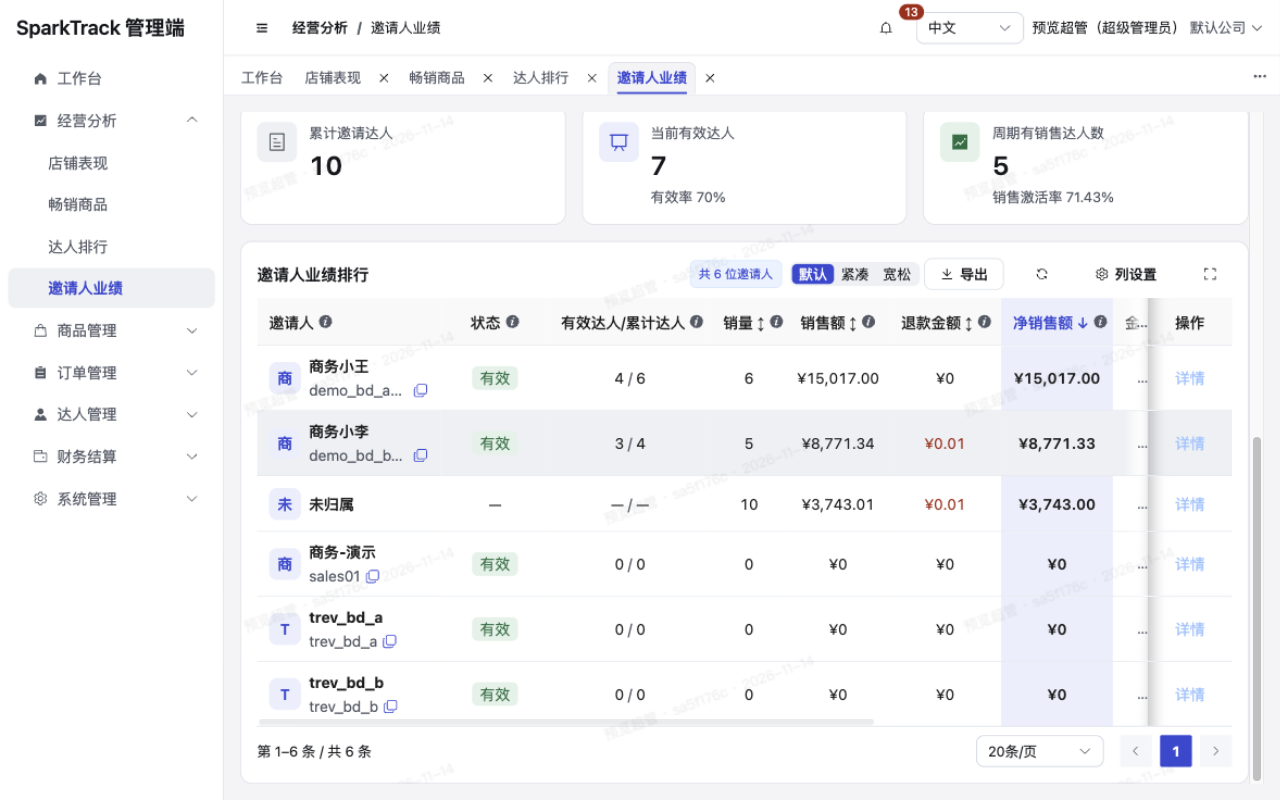 SparkTrack 管理端
经营分析 / 邀请人业绩
13
中文
预览超管（超级管理员）
默认公司
工作台 店铺表现 畅销商品 达人排行 邀请人业绩
工作台
经营分析
店铺表现
畅销商品
达人排行
邀请人业绩
商品管理
订单管理
达人管理
财务结算
系统管理
累计邀请达人
10
当前有效达人
7
有效率 70%
周期有销售达人数
5
销售激活率 71.43%
邀请人业绩排行
共 6 位邀请人
默认 紧凑 宽松
导出
列设置
邀请人 状态 有效达人/累计达人 销量 销售额 退款金额 净销售额 金... 操作
商 商务小王 demo_bd_a... 有效 4 / 6 6 ¥15,017.00 ¥0 ¥15,017.00 ... 详情
商 商务小李 demo_bd_b... 有效 3 / 4 5 ¥8,771.34 ¥0.01 ¥8,771.33 ... 详情
未 未归属 — — / — 10 ¥3,743.01 ¥0.01 ¥3,743.00 ... 详情
商 商务-演示 sales01 有效 0 / 0 0 ¥0 ¥0 ¥0 ... 详情
T trev_bd_a trev_bd_a 有效 0 / 0 0 ¥0 ¥0 ¥0 ... 详情
T trev_bd_b trev_bd_b 有效 0 / 0 0 ¥0 ¥0 ¥0 ... 详情
第 1–6 条 / 共 6 条
20条/页
1
预览超管 · sa5f176c · 2026-11-14